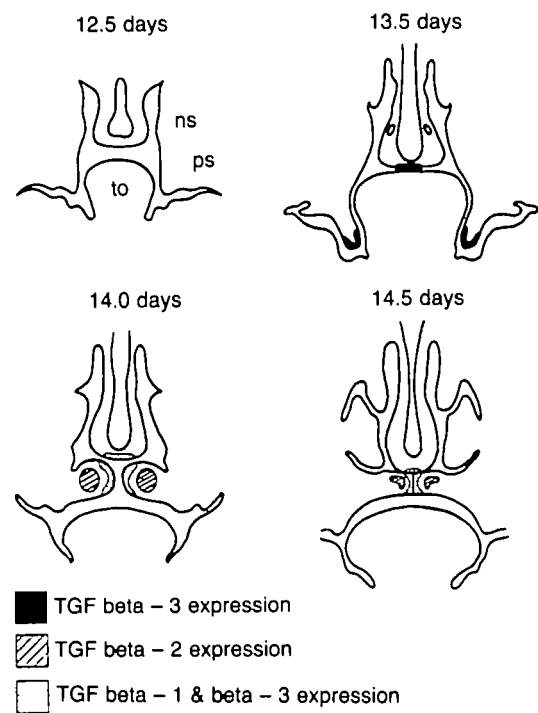 12.5 days
13.5 days
ns
ps
to
14.0 days
14.5 days
TGF beta – 3 expression
TGF beta – 2 expression
TGF beta – 1 & beta – 3 expression